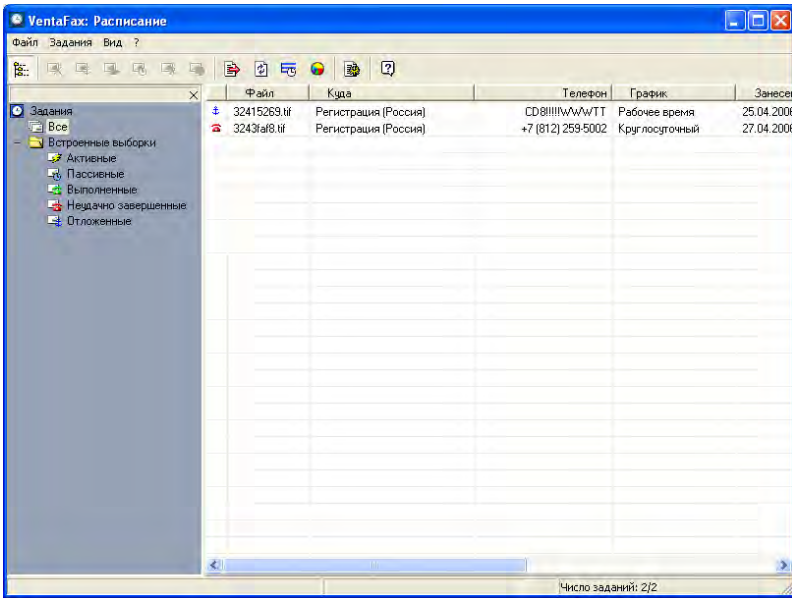 VentaFax: Расписание
Файл Задания Вид ?
Файл Куда Телефон График Занесен
Задания
Все
Встроенные выборки
Активные
Пассивные
Выполненные
Неудачно завершенные
Отложенные
32415269.tif Регистрация (Россия) CD8!!!!!WWWTT Рабочее время 25.04.2006
3243faf8.tif Регистрация (Россия) +7 (812) 259-5002 Круглосуточный 27.04.2006
Число заданий: 2/2